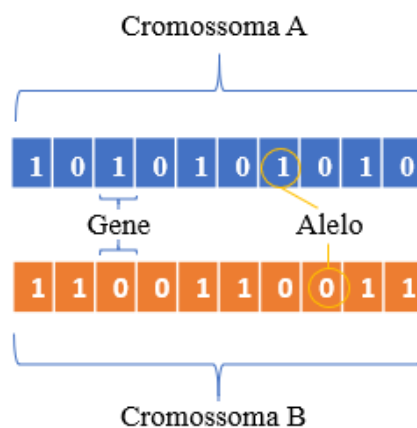 Cromossoma A
1 0 1 0 1 0 1 0 1 0
Gene Alelo
1 1 0 0 1 1 0 0 1 1
Cromossoma B